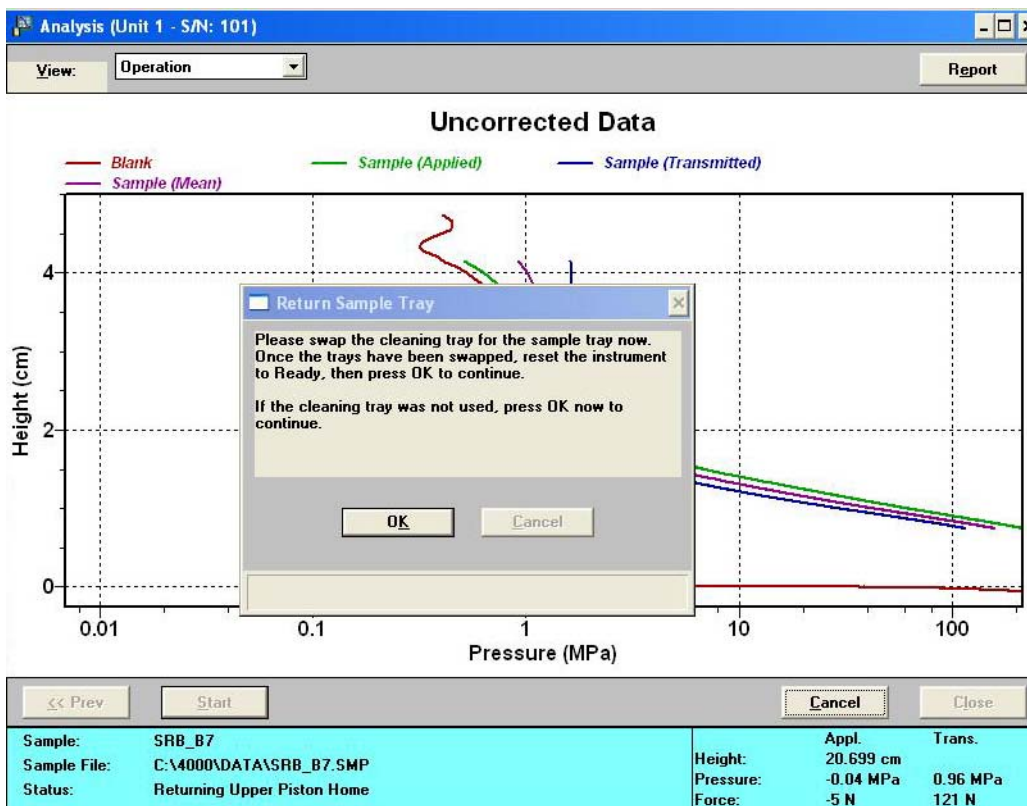 Analysis (Unit 1 - S/N: 101)
View: Operation Report
Uncorrected Data
Blank Sample (Applied) Sample (Transmitted)
Sample (Mean)
Return Sample Tray
Please swap the cleaning tray for the sample tray now.
Once the trays have been swapped, reset the instrument
to Ready, then press OK to continue.
If the cleaning tray was not used, press OK now to
continue.
OK Cancel
Height (cm)
4
2
0
0.01 0.1 1 10 100
Pressure (MPa)
<< Prev Start Cancel Close
Sample: SRB_B7
Sample File: C:\4000\DATA\SRB_B7.SMP
Status: Returning Upper Piston Home
Appl. Trans.
Height: 20.699 cm
Pressure: -0.04 MPa 0.96 MPa
Force: -5 N 121 N